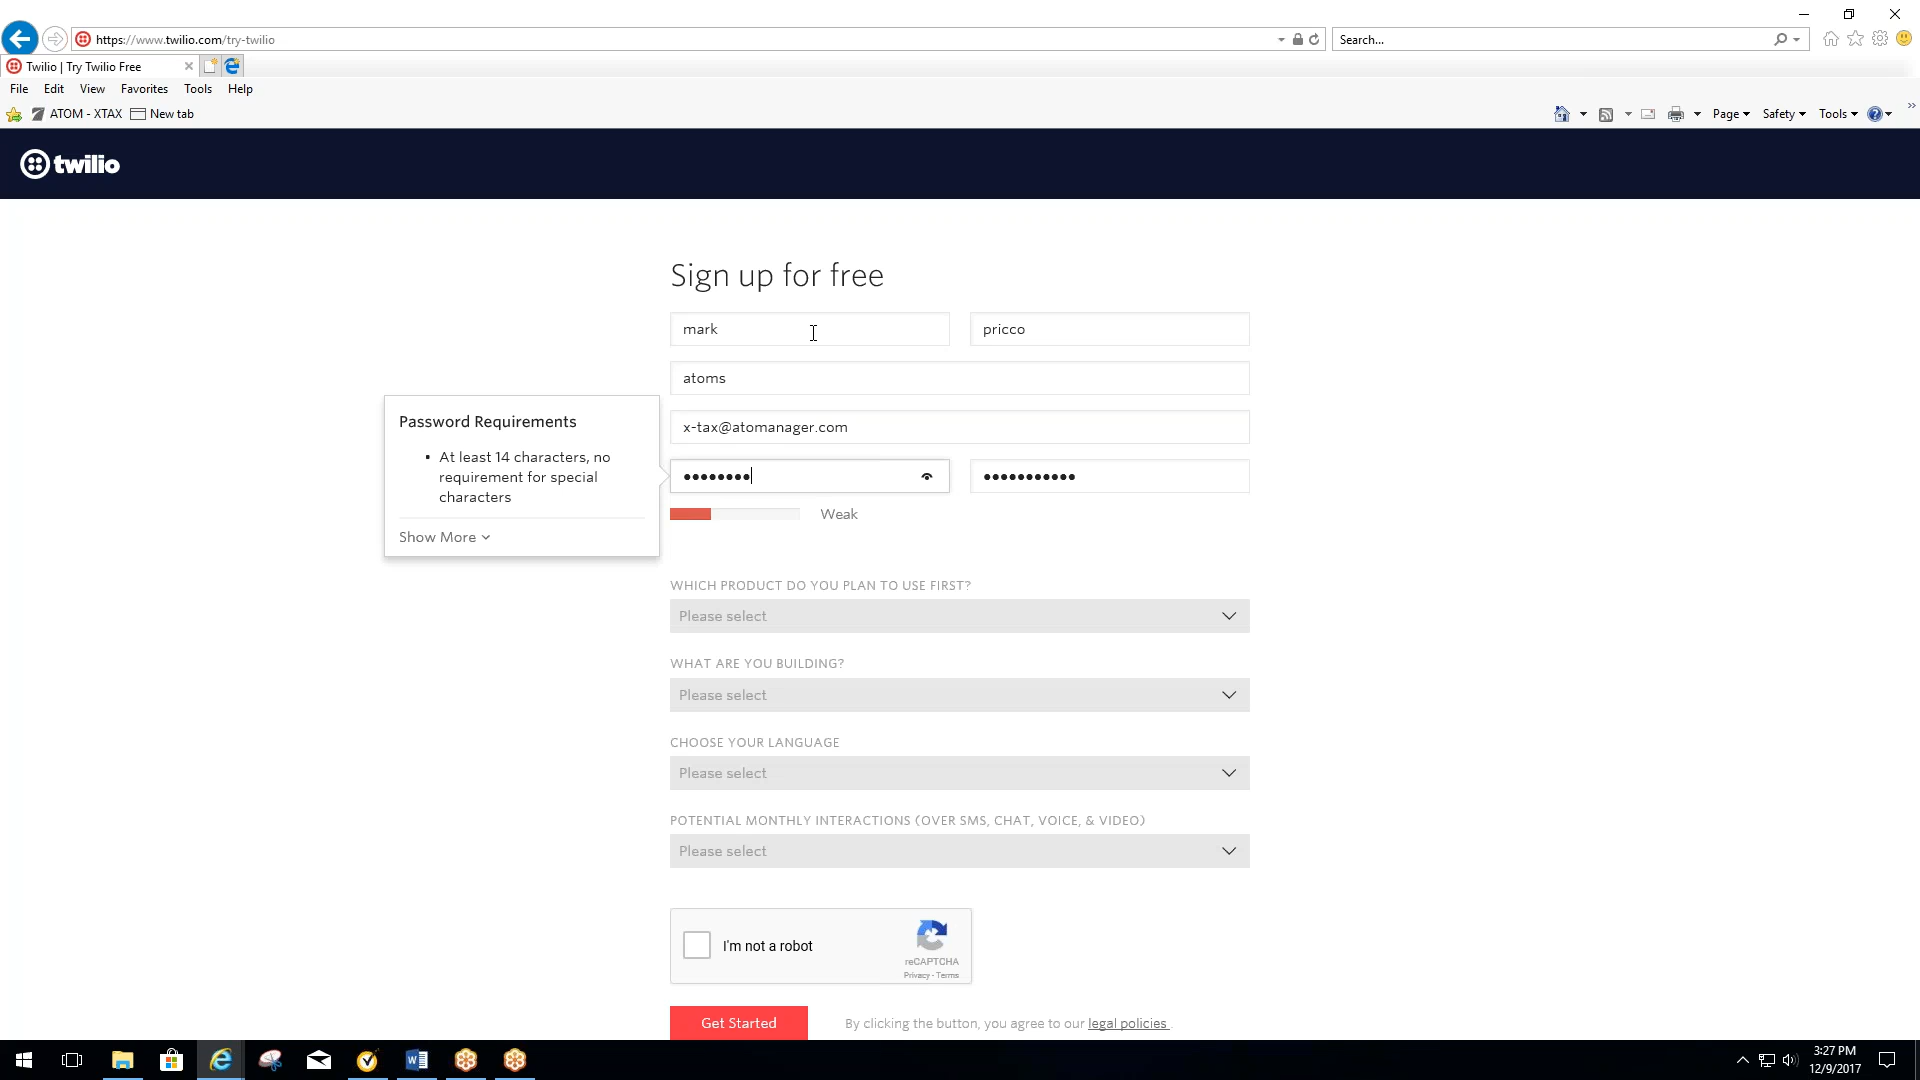 https://www.twilio.com/try-twilio
Search...
Twilio | Try Twilio Free
File Edit View Favorites Tools Help
ATOM - XTAX New tab
Page Safety Tools
twilio
Sign up for free
mark
pricco
atoms
x-tax@atomanager.com
Password Requirements
• At least 14 characters, no
requirement for special
characters
Show More
Weak
WHICH PRODUCT DO YOU PLAN TO USE FIRST?
Please select
WHAT ARE YOU BUILDING?
Please select
CHOOSE YOUR LANGUAGE
Please select
POTENTIAL MONTHLY INTERACTIONS (OVER SMS, CHAT, VOICE, & VIDEO)
Please select
I'm not a robot
reCAPTCHA
Privacy - Terms
Get Started
By clicking the button, you agree to our legal policies .
3:27 PM
12/9/2017